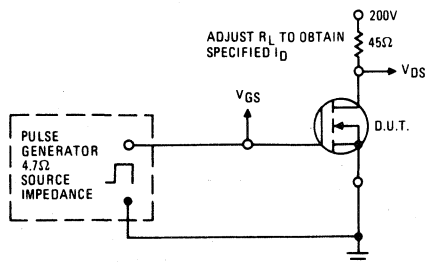 200V
ADJUST RL TO OBTAIN
SPECIFIED ID
45Ω
VDS
VGS
D.U.T.
PULSE
GENERATOR
4.7Ω
SOURCE
IMPEDANCE